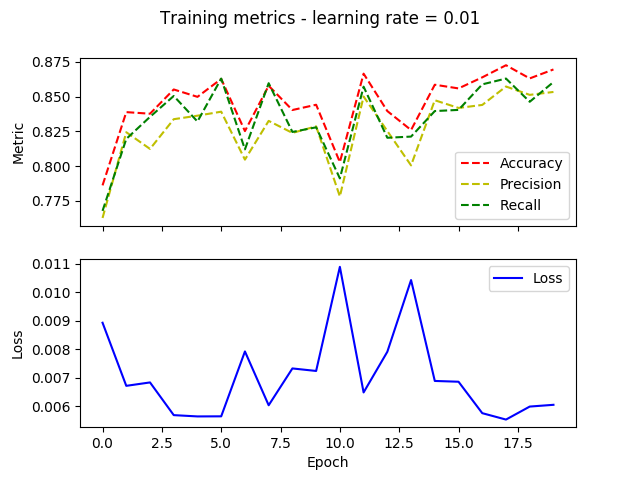 Training metrics - learning rate = 0.01
0.875
0.850
0.825
0.800
0.775
Metric
Accuracy
Precision
Recall
0.011
0.010
0.009
0.008
0.007
0.006
Loss
Loss
0.0 2.5 5.0 7.5 10.0 12.5 15.0 17.5
Epoch